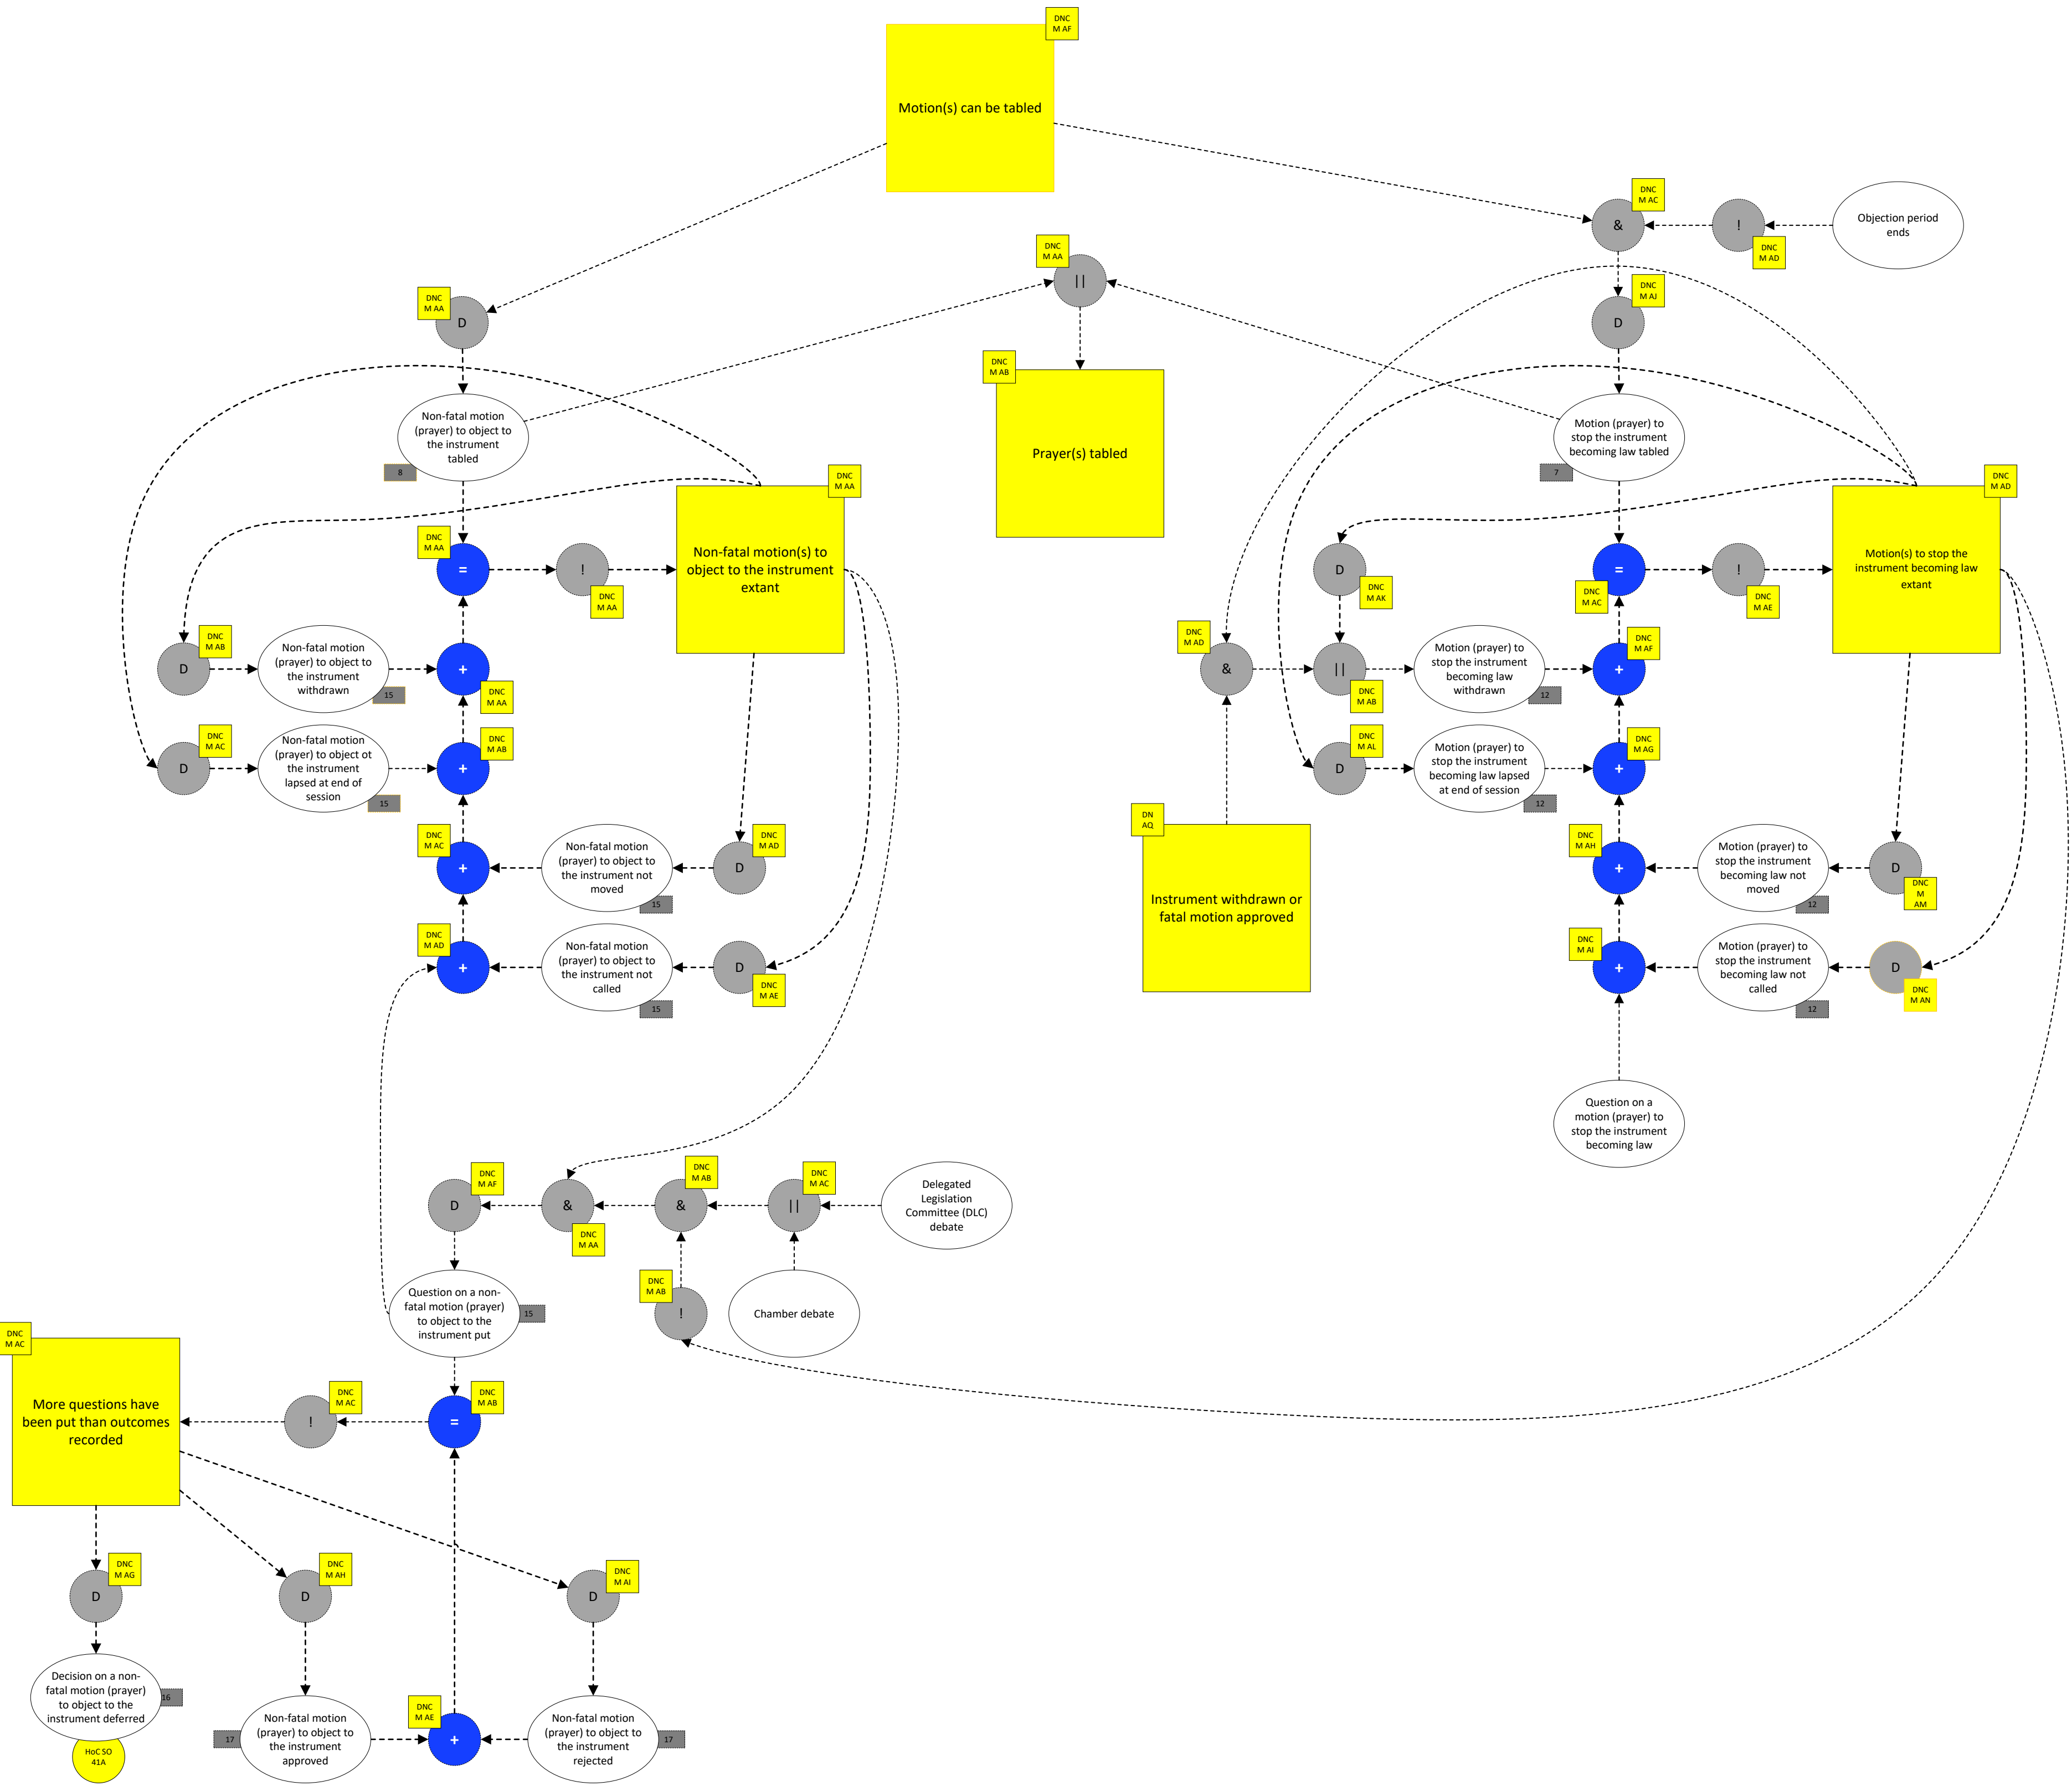 DNC
M AF
Motion(s) can be tabled
DNC
M AC
&
!
DNC
M AD
Objection period
ends
DNC
M AA
||
DNC
M AA
D
DNC
M AJ
D
DNC
M AB
Prayer(s) tabled
Non-fatal motion
(prayer) to object to
the instrument
tabled
8
Motion (prayer) to
stop the instrument
becoming law tabled
7
DNC
M AA
Non-fatal motion(s) to
object to the instrument
extant
DNC
M AD
Motion(s) to stop the
instrument becoming law
extant
DNC
M AA
=
!
DNC
M AA
D
DNC
M AK
=
DNC
M AC
!
DNC
M AE
DNC
M AB
D
Non-fatal motion
(prayer) to object to
the instrument
withdrawn
15
+
DNC
M AA
DNC
M AD
&
||
DNC
M AB
Motion (prayer) to
stop the instrument
becoming law
withdrawn
12
DNC
M AF
+
DNC
M AC
D
Non-fatal motion
(prayer) to object ot
the instrument
lapsed at end of
session
15
DNC
M AB
+
DNC
M AL
D
Motion (prayer) to
stop the instrument
becoming law lapsed
at end of session
12
DNC
M AG
+
DN
AQ
Instrument withdrawn or
fatal motion approved
DNC
M AC
+
Non-fatal motion
(prayer) to object to
the instrument not
moved
15
DNC
M AD
D
DNC
M AH
+
Motion (prayer) to
stop the instrument
becoming law not
moved
12
D
DNC
M
AM
DNC
M AD
+
Non-fatal motion
(prayer) to object to
the instrument not
called
15
D
DNC
M AE
DNC
M AI
+
Motion (prayer) to
stop the instrument
becoming law not
called
12
D
DNC
M AN
Question on a
motion (prayer) to
stop the instrument
becoming law
DNC
M AF
D
&
DNC
M AA
DNC
M AB
&
DNC
M AC
||
Delegated
Legislation
Committee (DLC)
debate
DNC
M AB
!
Chamber debate
Question on a non-
fatal motion (prayer)
to object to the
instrument put
15
DNC
M AC
More questions have
been put than outcomes
recorded
DNC
M AC
!
DNC
M AB
=
DNC
M AG
D
DNC
M AH
D
DNC
M AI
D
Decision on a non-
fatal motion (prayer)
to object to the
instrument deferred
16
HoC SO
41A
17
Non-fatal motion
(prayer) to object to
the instrument
approved
DNC
M AE
+
Non-fatal motion
(prayer) to object to
the instrument
rejected
17